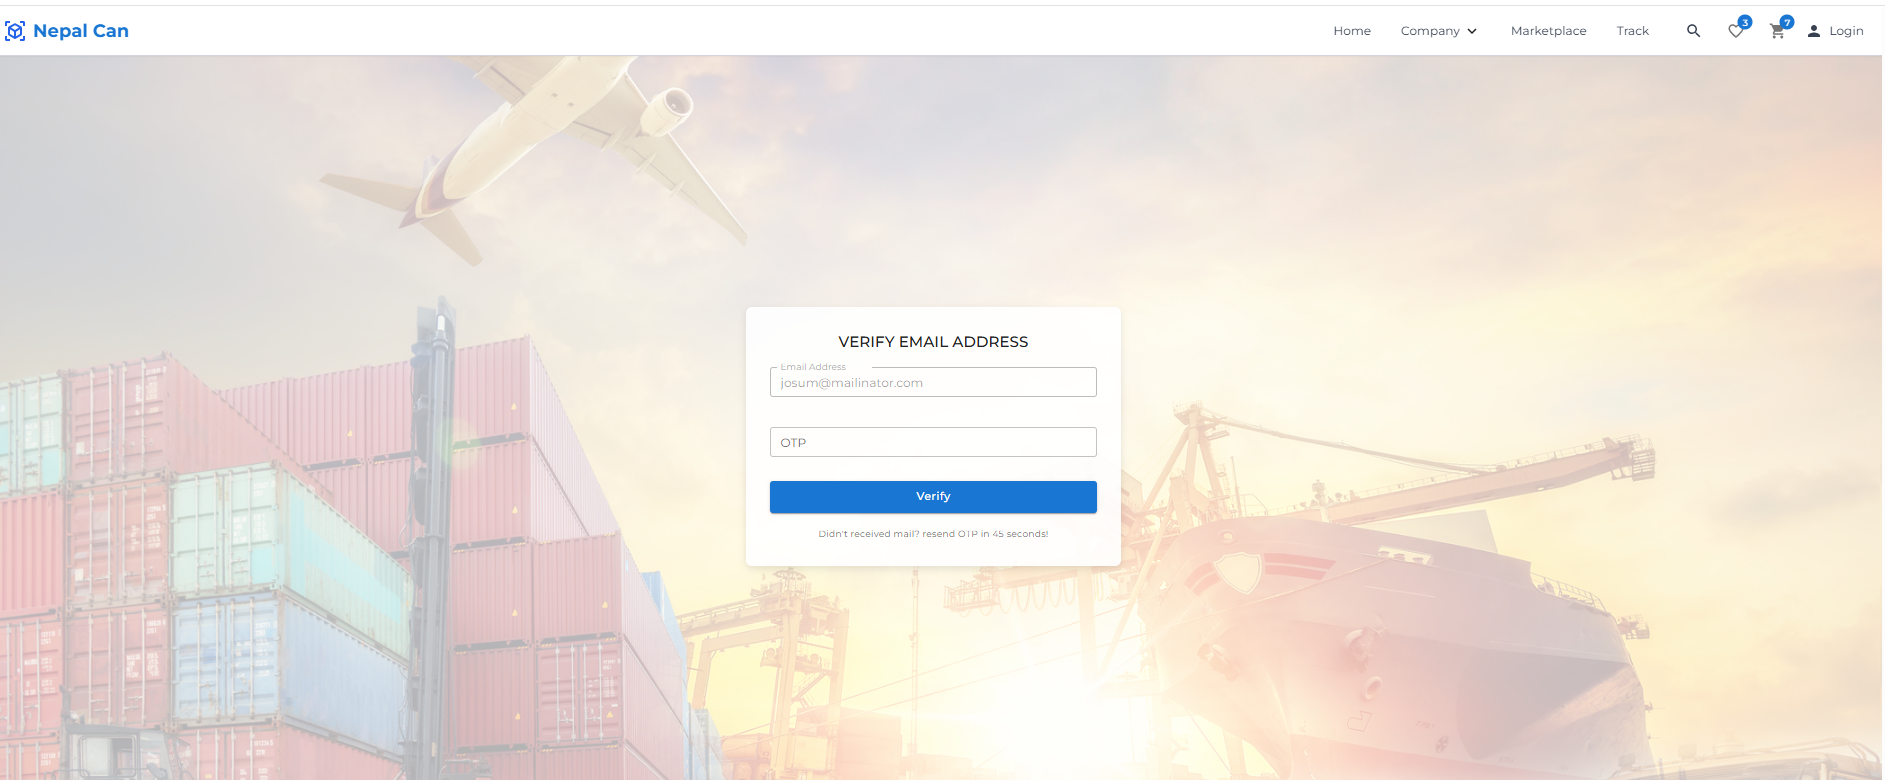 Nepal Can
Home Company Marketplace Track 3 7 Login
VERIFY EMAIL ADDRESS
Email Address
josum@mailinator.com
OTP
Verify
Didn't received mail? resend OTP in 45 seconds!